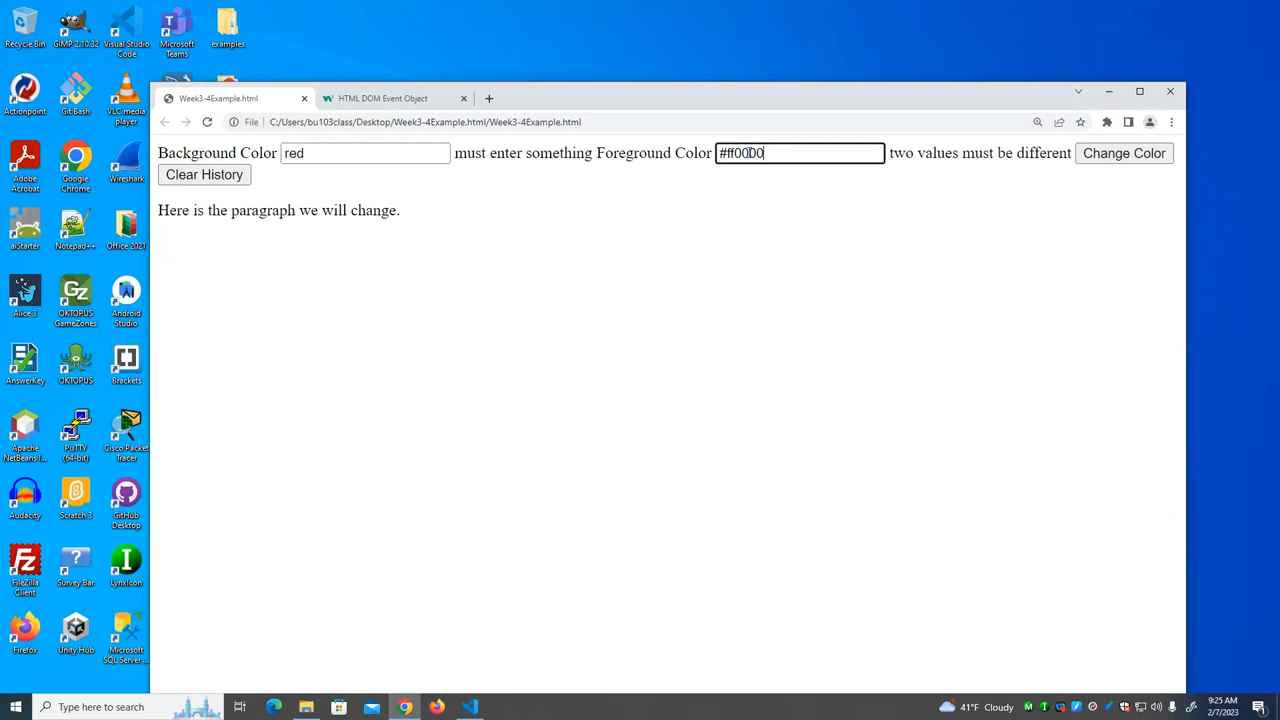 Recycle Bin
GIMP 2.10.32
Visual Studio Code
Microsoft Teams
examples
Actionpoint
Git Bash
VLC media player
Adobe Acrobat
Google Chrome
Wireshark
aiStarter
Notepad++
Office 2021
Alice 3
OKTOPUS GameZones
Android Studio
AnswerKey
OKTOPUS
Brackets
Apache NetBeans I...
PuTTY (64-bit)
Cisco Packet Tracer
Audacity
Scratch 3
GitHub Desktop
FileZilla Client
Survey Bar
LynxIcon
Firefox
Unity Hub
Microsoft SQL Server ...
Week3-4Example.html
HTML DOM Event Object
File C:/Users/bu103class/Desktop/Week3-4Example.html/Week3-4Example.html
Background Color red must enter something Foreground Color #ff0000 two values must be different Change Color
Clear History
Here is the paragraph we will change.
Type here to search
41°F Cloudy
9:25 AM
2/7/2023